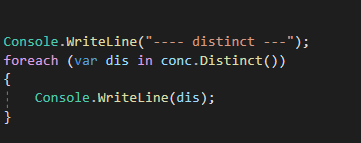 Console.WriteLine("---- distinct ---");
foreach (var dis in conc.Distinct())
{
    Console.WriteLine(dis);
}